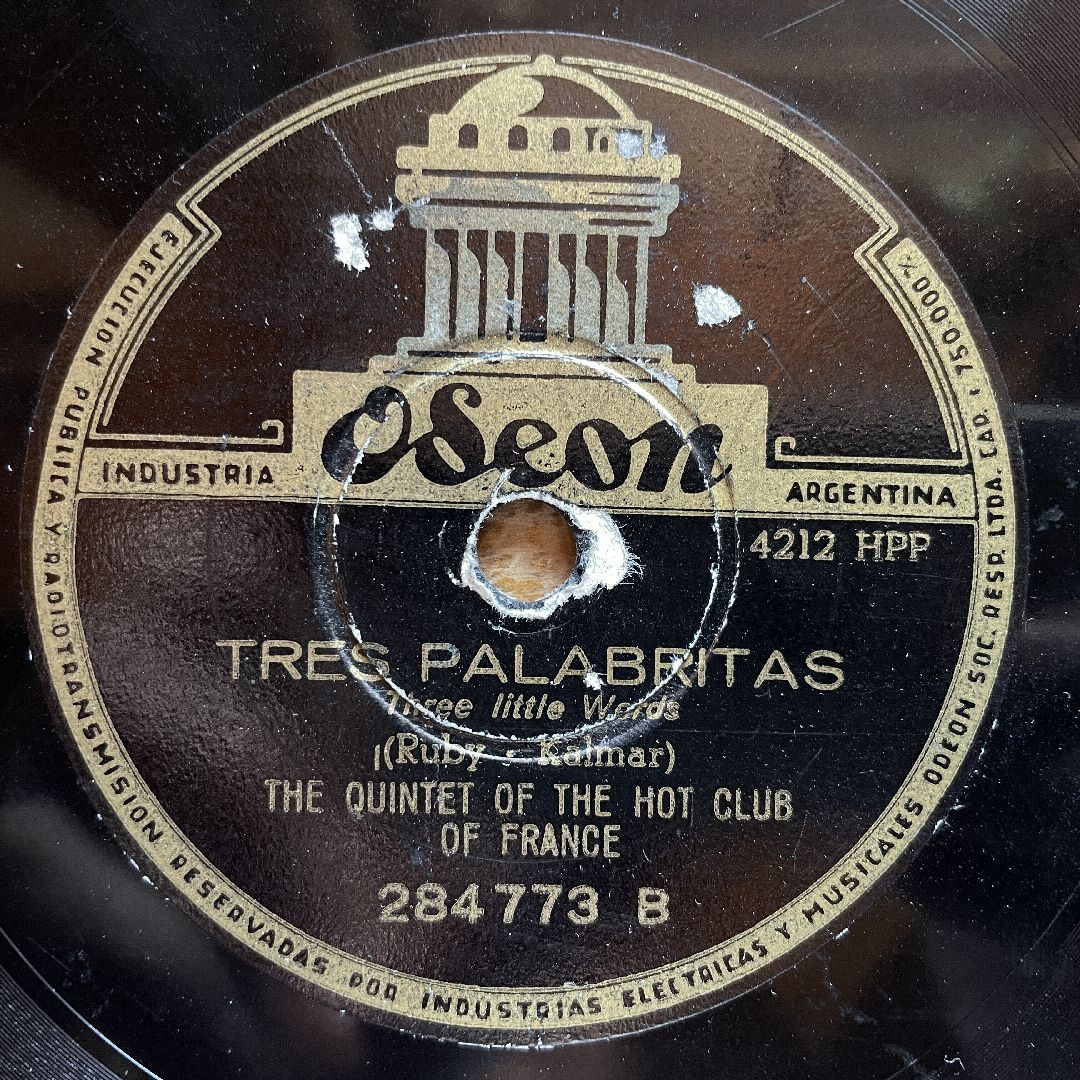 Odeon
INDUSTRIA
ARGENTINA
4212 HPP
TRES PALABRITAS
Three little Words
(Ruby - Kalmar)
THE QUINTET OF THE HOT CLUB
OF FRANCE
284773 B
EJECUCION PUBLICA Y RADIOTRANSMISION RESERVADAS POR INDUSTRIAS ELECTRICAS Y MUSICALES ODEON SOC. RESP. LTDA. CAP. $ 750.000 %